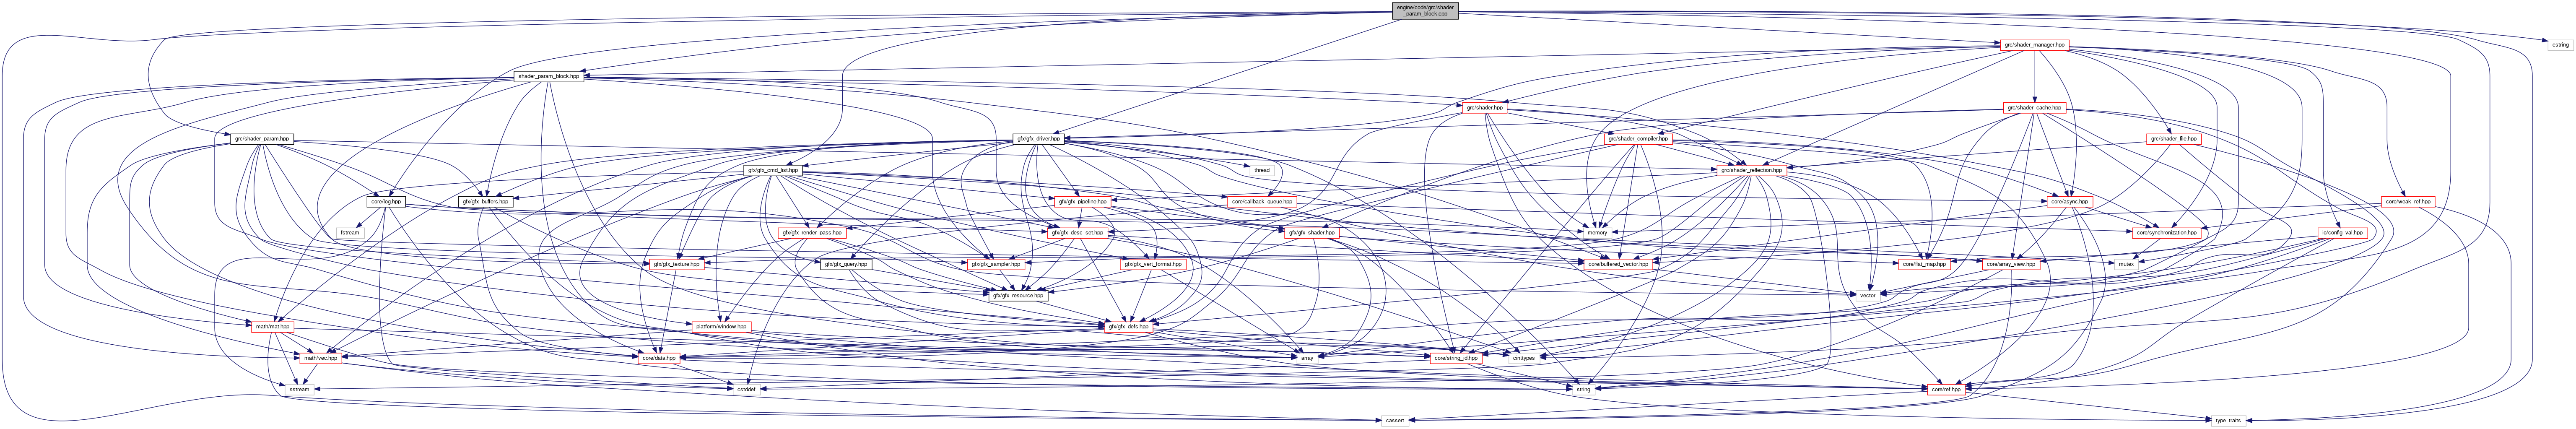 engine/code/grc/shader
_param_block.cpp
grc/shader_manager.hpp
cstring
shader_param_block.hpp
grc/shader.hpp
grc/shader_cache.hpp
grc/shader_param.hpp
gfx/gfx_driver.hpp
grc/shader_compiler.hpp
grc/shader_file.hpp
gfx/gfx_cmd_list.hpp
thread
grc/shader_reflection.hpp
core/log.hpp
gfx/gfx_buffers.hpp
gfx/gfx_pipeline.hpp
core/callback_queue.hpp
core/async.hpp
core/weak_ref.hpp
fstream
gfx/gfx_render_pass.hpp
gfx/gfx_desc_set.hpp
gfx/gfx_shader.hpp
memory
core/synchronization.hpp
io/config_val.hpp
gfx/gfx_texture.hpp
gfx/gfx_query.hpp
gfx/gfx_sampler.hpp
gfx/gfx_vert_format.hpp
core/buffered_vector.hpp
core/flat_map.hpp
core/array_view.hpp
mutex
gfx/gfx_resource.hpp
vector
math/mat.hpp
platform/window.hpp
gfx/gfx_defs.hpp
math/vec.hpp
core/data.hpp
array
core/string_id.hpp
cinttypes
sstream
cstddef
string
core/ref.hpp
cassert
type_traits